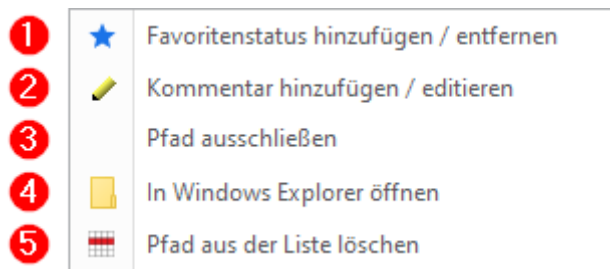 1 Favoritenstatus hinzufügen / entfernen
2 Kommentar hinzufügen / editieren
3 Pfad ausschließen
4 In Windows Explorer öffnen
5 Pfad aus der Liste löschen